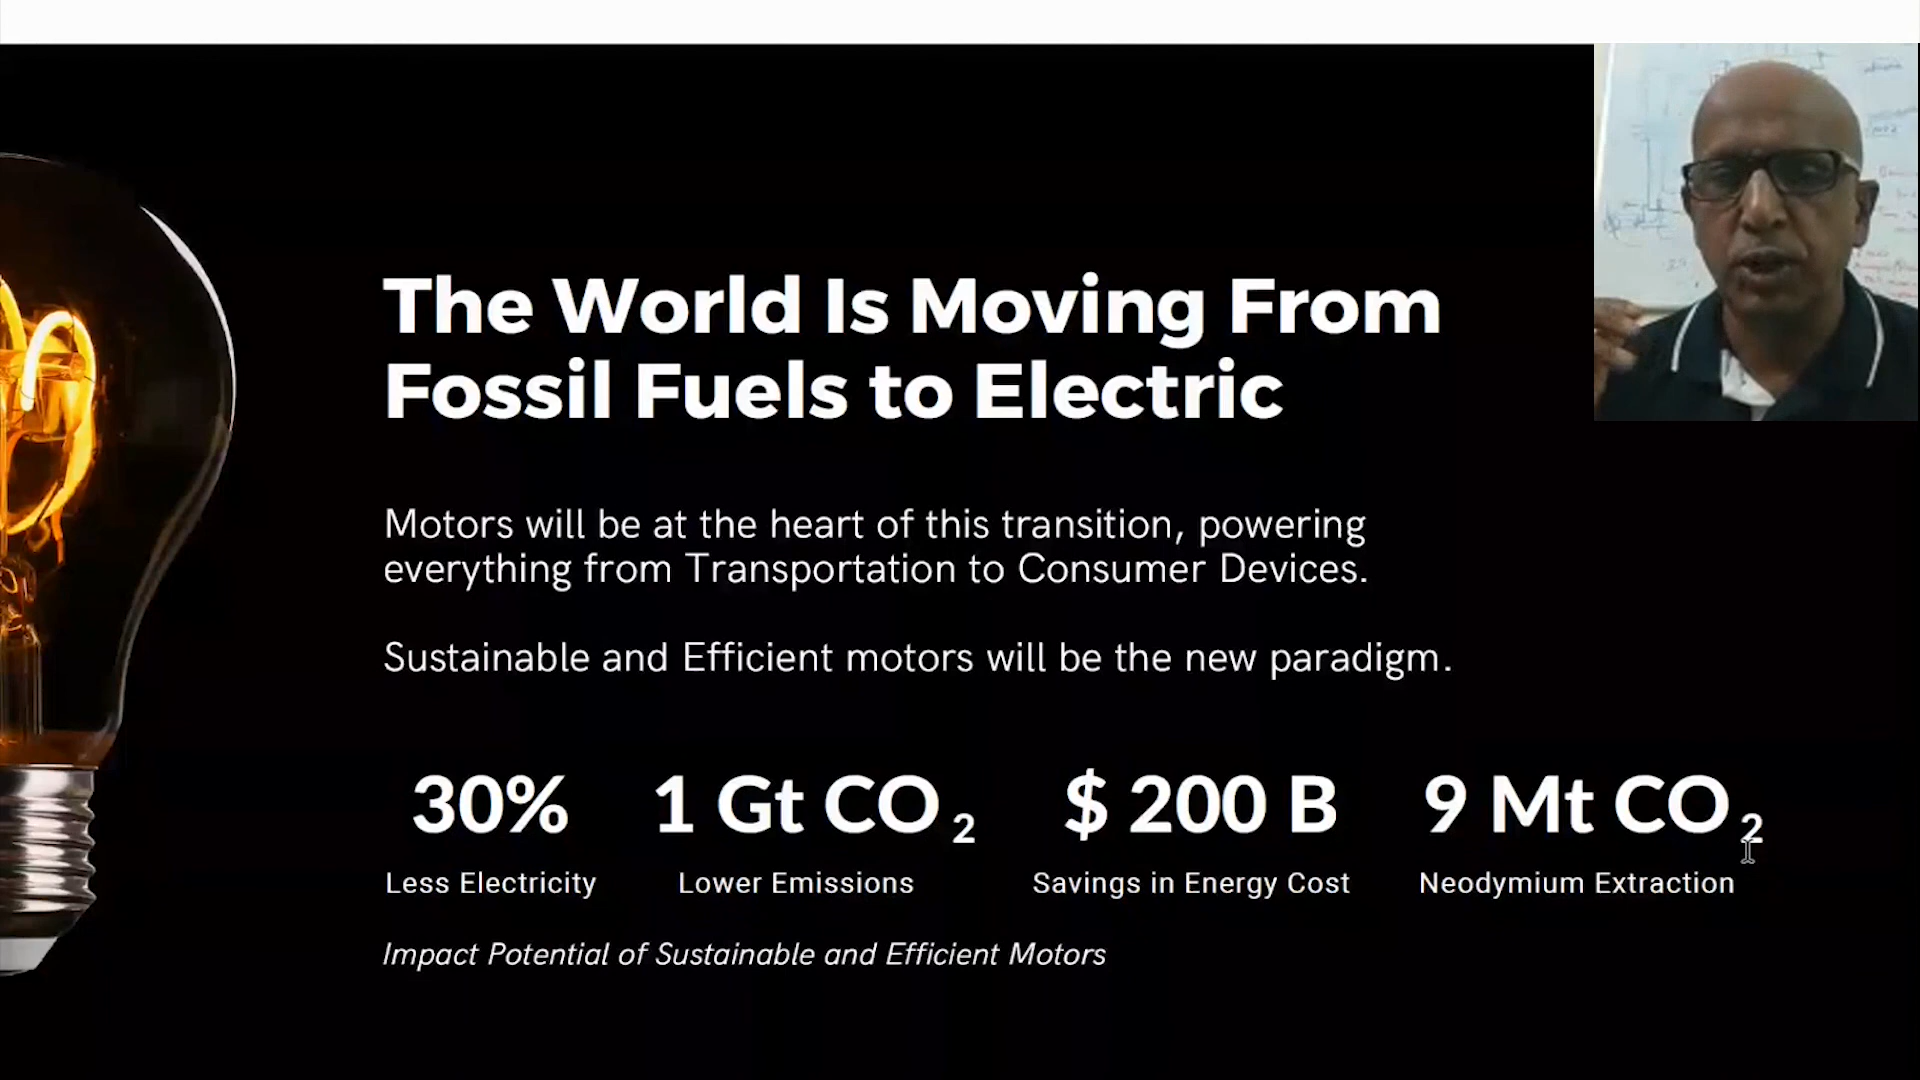 The World Is Moving From
Fossil Fuels to Electric
Motors will be at the heart of this transition, powering
everything from Transportation to Consumer Devices.
Sustainable and Efficient motors will be the new paradigm.
30% 1 Gt CO2 $ 200 B 9 Mt CO2
Less Electricity Lower Emissions Savings in Energy Cost Neodymium Extraction
Impact Potential of Sustainable and Efficient Motors